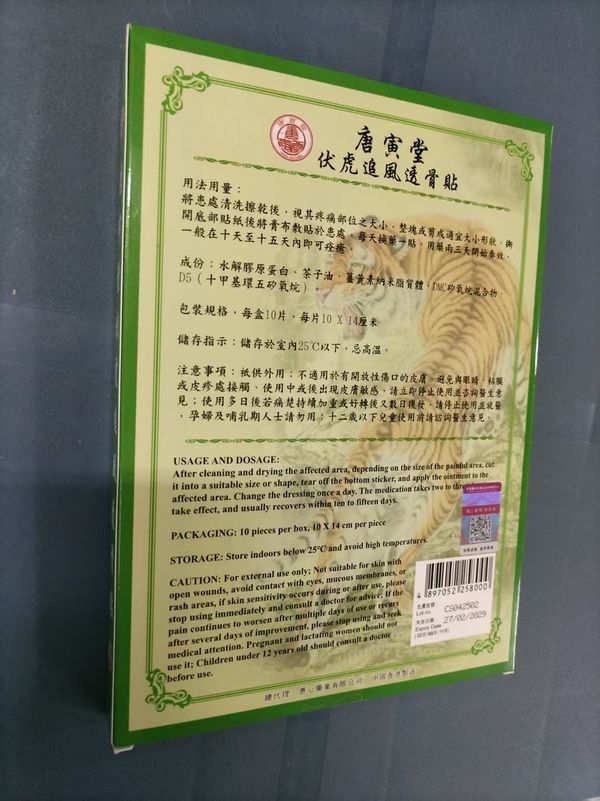 唐寅堂
伏虎追風透骨貼
用法用量：
將患處清洗擦乾後，視其疼痛部位之大小，整塊或剪成適宜大小形狀，撕
開底部貼紙後將膏布敷貼於患處，每天換藥一貼，用藥兩三天開始奏效，
一般在十天至十五天內即可痊癒。
成份：水解膠原蛋白、茶子油、薑黃素納米脂質體，DMC矽氧烷混合物，
D5（十甲基環五矽氧烷）。
包裝規格，每盒10片，每片10 X 14厘米
儲存指示：儲存於室內25℃以下，忌高溫。
注意事項：祇供外用；不適用於有開放性傷口的皮膚、避免與眼睛，粘膜
或皮疹處接觸、使用中或後出現皮膚敏感，請立即停止使用並咨詢醫生意
見；使用多日後若痛楚持續加重或好轉後又數日復發，請停止使用並就醫
，孕婦及哺乳期人士請勿用；十二歲以下兒童使用前請諮詢醫生意見。
USAGE AND DOSAGE:
After cleaning and drying the affected area, depending on the size of the painful area, cut
it into a suitable size or shape, tear off the bottom sticker, and apply the ointment to the
affected area. Change the dressing once a day. The medication takes two to
take effect, and usually recovers within ten to fifteen days.
PACKAGING: 10 pieces per box, 10 X 14 cm per piece
STORAGE: Store indoors below 25℃ and avoid high temperatures.
CAUTION: For external use only; Not suitable for skin with
open wounds, avoid contact with eyes, mucous membranes, or
rash areas, if skin sensitivity occurs during or after use, please
stop using immediately and consult a doctor for advice; If the
pain continues to worsen after multiple days of use or recurs
after several days of improvement, please stop using and seek
medical attention. Pregnant and lactating women should not
use it; Children under 12 years old should consult a doctor
before use.
4 897052 258000
生產批號
Lot no. CS042502
失效日期
Expiry Date 27/02/2029
(DD/MM/YYYY)
總代理 惠心藥業有限公司 中國香港製造